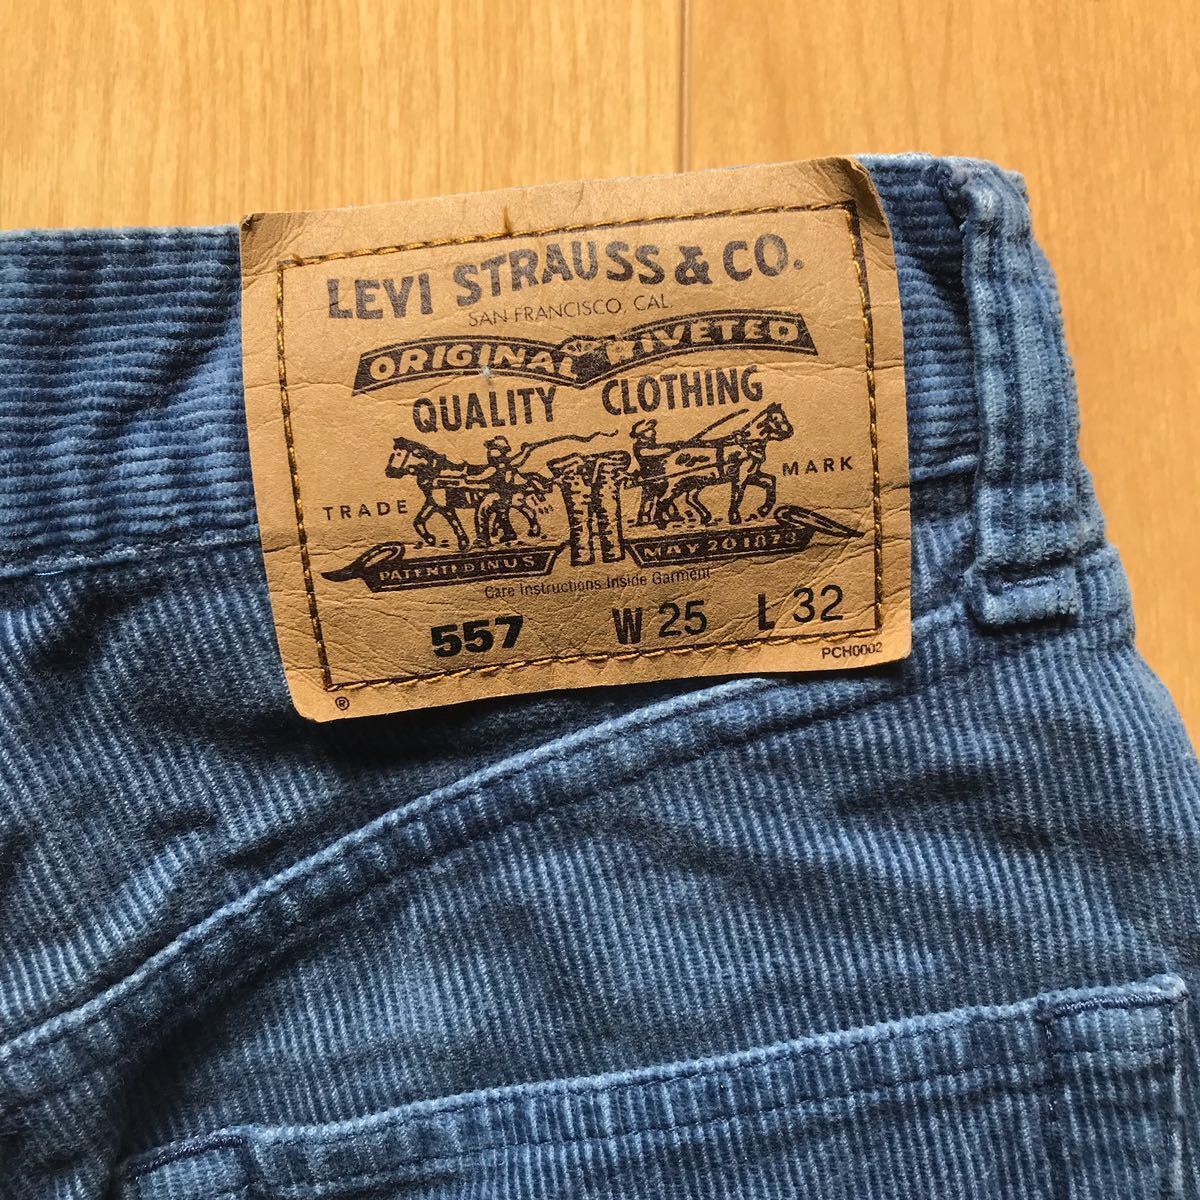 LEVI STRAUSS & CO.
SAN FRANCISCO, CAL.
ORIGINAL RIVETED
QUALITY CLOTHING
TRADE MARK
PATENTED IN U S MAY 20 1873
Care Instructions Inside Garment
557 W 25 L 32
PCH0002
®